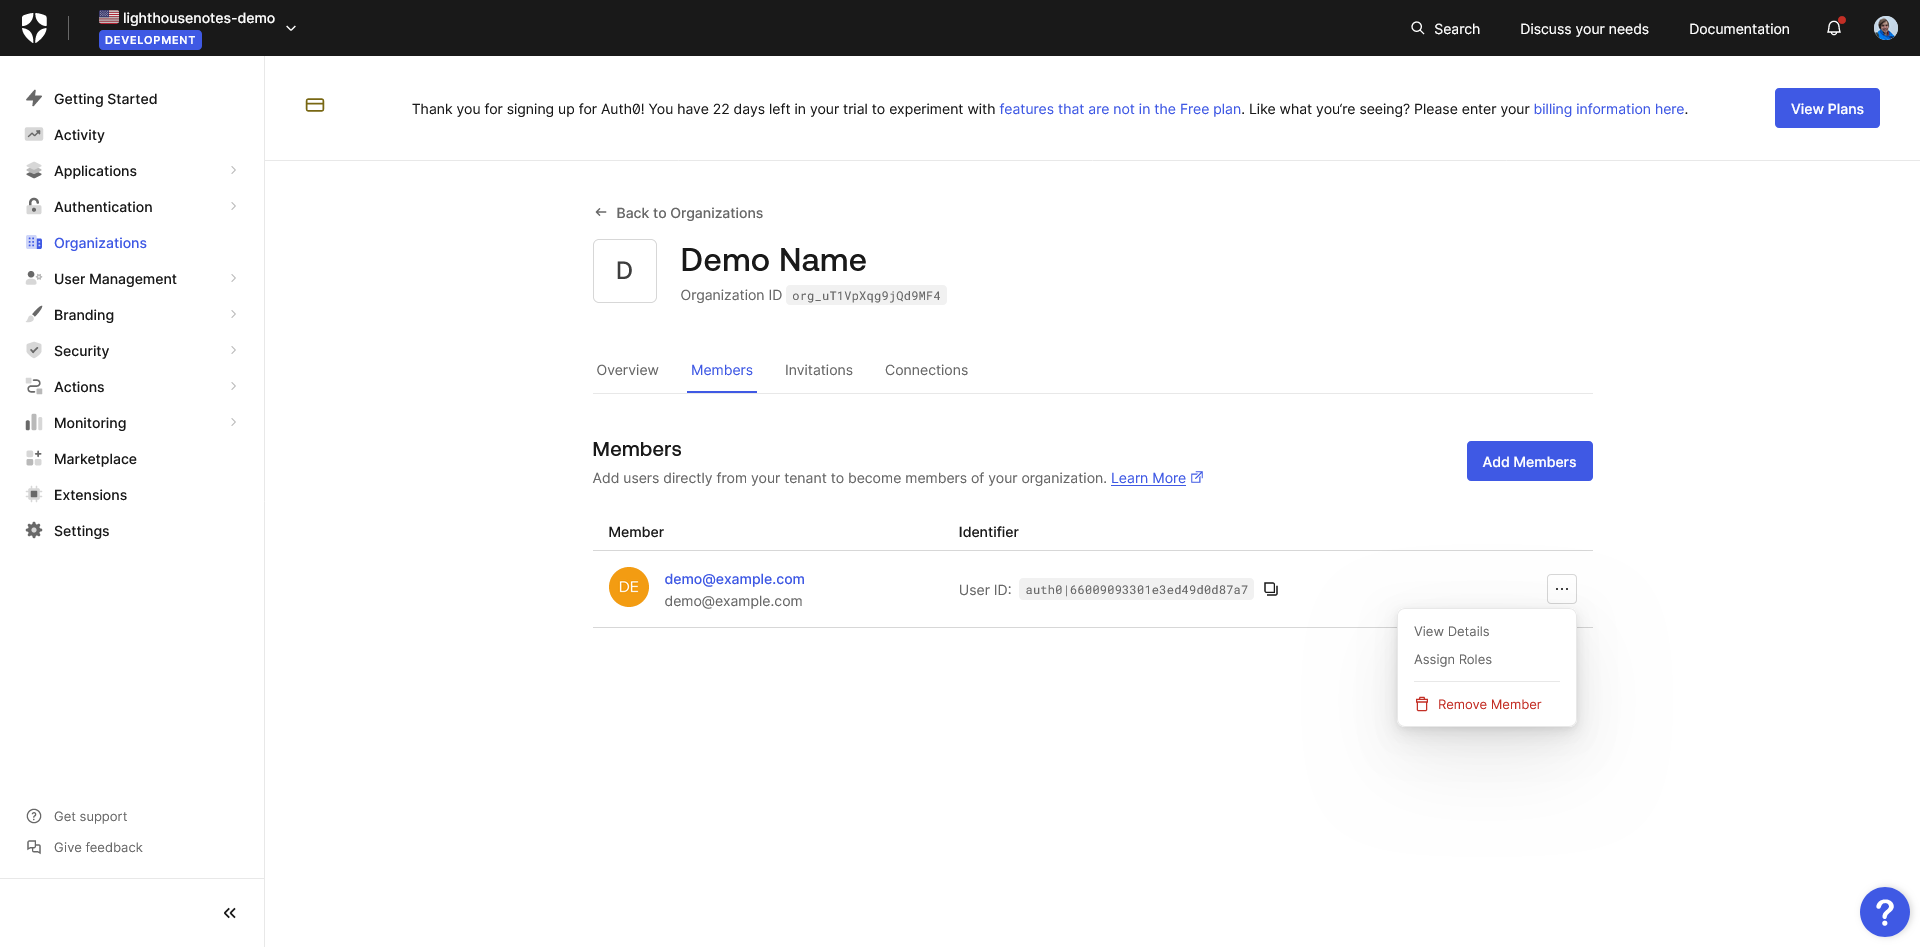 lighthousenotes-demo
DEVELOPMENT
Search
Discuss your needs
Documentation
Getting Started
Activity
Applications
Authentication
Organizations
User Management
Branding
Security
Actions
Monitoring
Marketplace
Extensions
Settings
Get support
Give feedback
Thank you for signing up for Auth0! You have 22 days left in your trial to experiment with features that are not in the Free plan. Like what you're seeing? Please enter your billing information here.
View Plans
Back to Organizations
D
Demo Name
Organization ID org_uT1VpXqg9jQd9MF4
Overview
Members
Invitations
Connections
Members
Add users directly from your tenant to become members of your organization. Learn More
Add Members
Member
Identifier
DE
demo@example.com
demo@example.com
User ID: auth0|66009093301e3ed49d0d87a7
View Details
Assign Roles
Remove Member